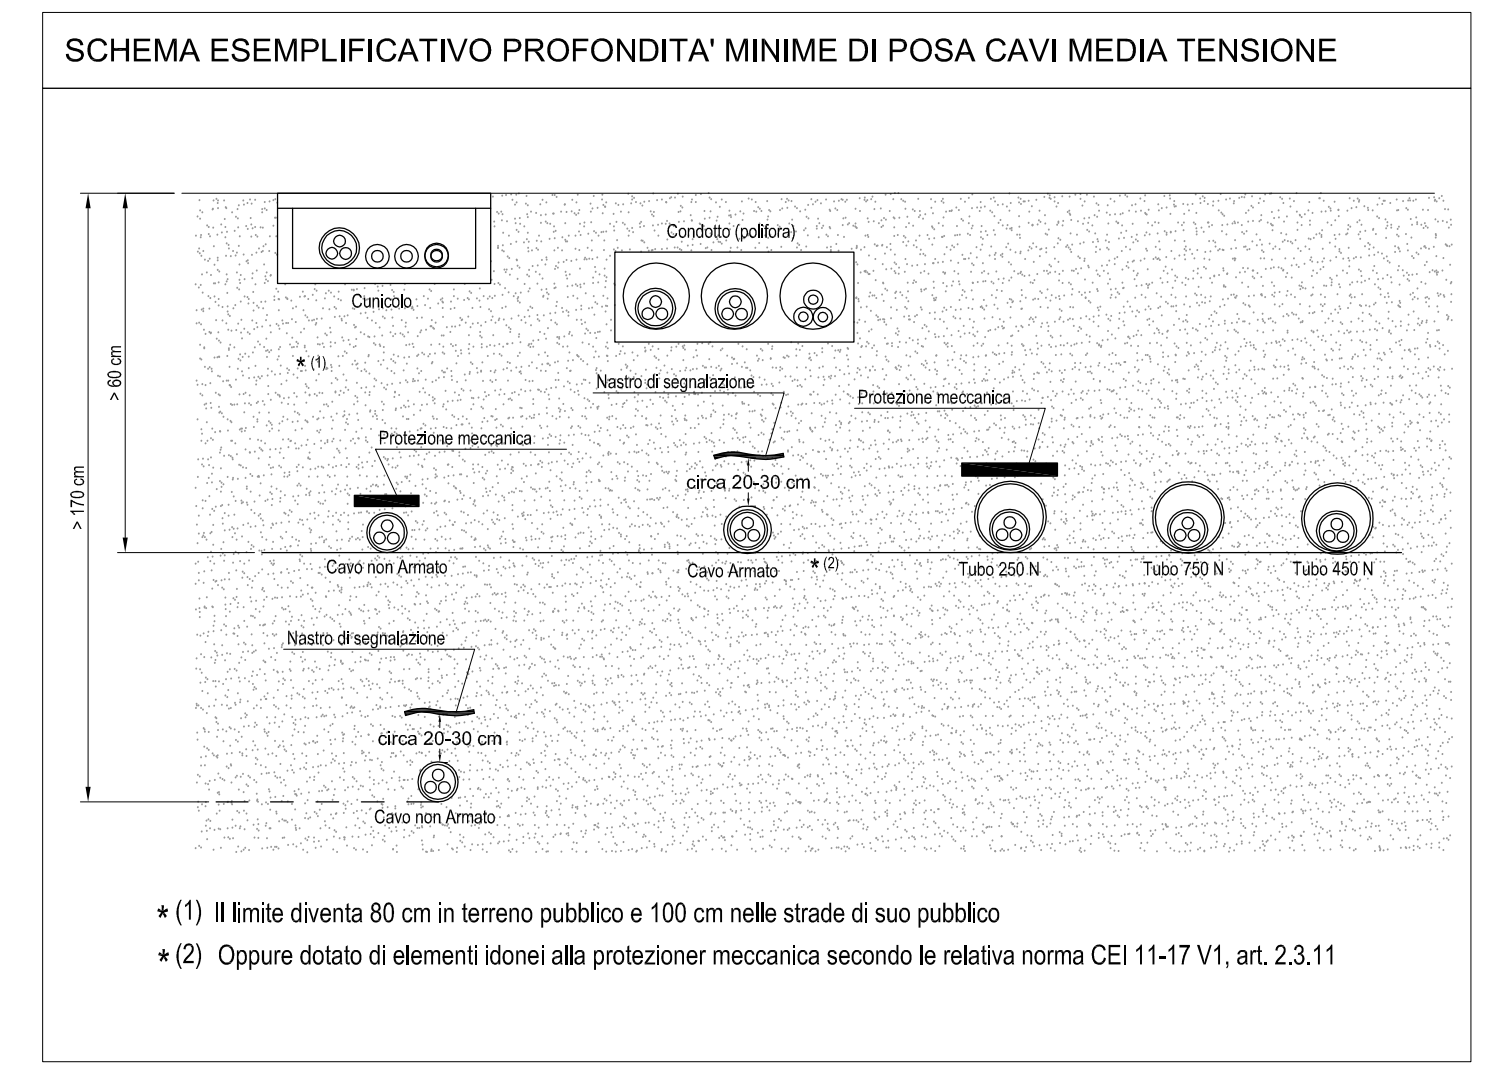 SCHEMA ESEMPLIFICATIVO PROFONDITA' MINIME DI POSA CAVI MEDIA TENSIONE
Condotto (polifora)
Cunicolo
* (1)
> 60 cm
Nastro di segnalazione
Protezione meccanica
Protezione meccanica
> 170 cm
circa 20-30 cm
Cavo non Armato
Cavo Armato
* (2)
Tubo 250 N
Tubo 750 N
Tubo 450 N
Nastro di segnalazione
circa 20-30 cm
Cavo non Armato
* (1) Il limite diventa 80 cm in terreno pubblico e 100 cm nelle strade di suo pubblico
* (2) Oppure dotato di elementi idonei alla protezioner meccanica secondo le relativa norma CEI 11-17 V1, art. 2.3.11